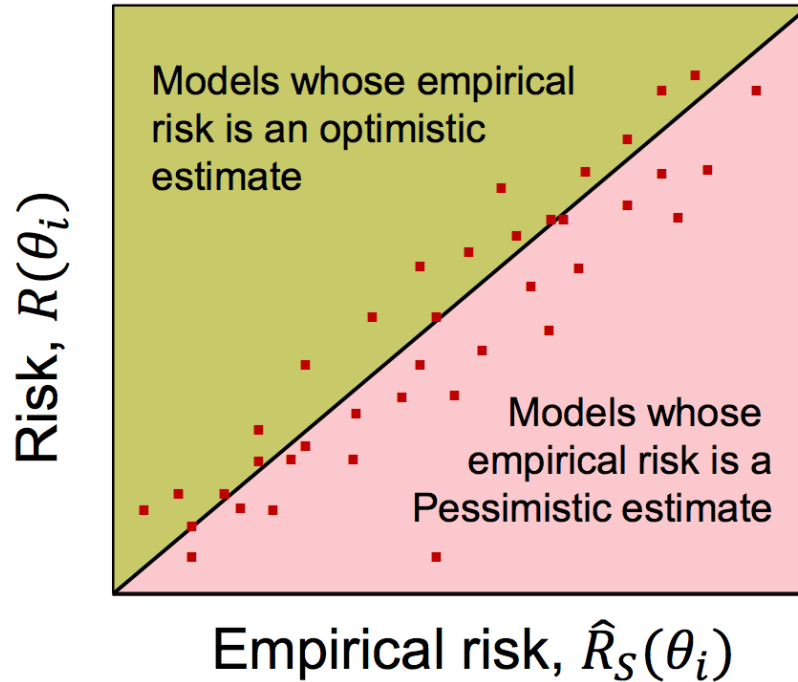 Models whose empirical
risk is an optimistic
estimate
Risk, R(θᵢ)
Models whose
empirical risk is a
Pessimistic estimate
Empirical risk, R̂_S(θᵢ)